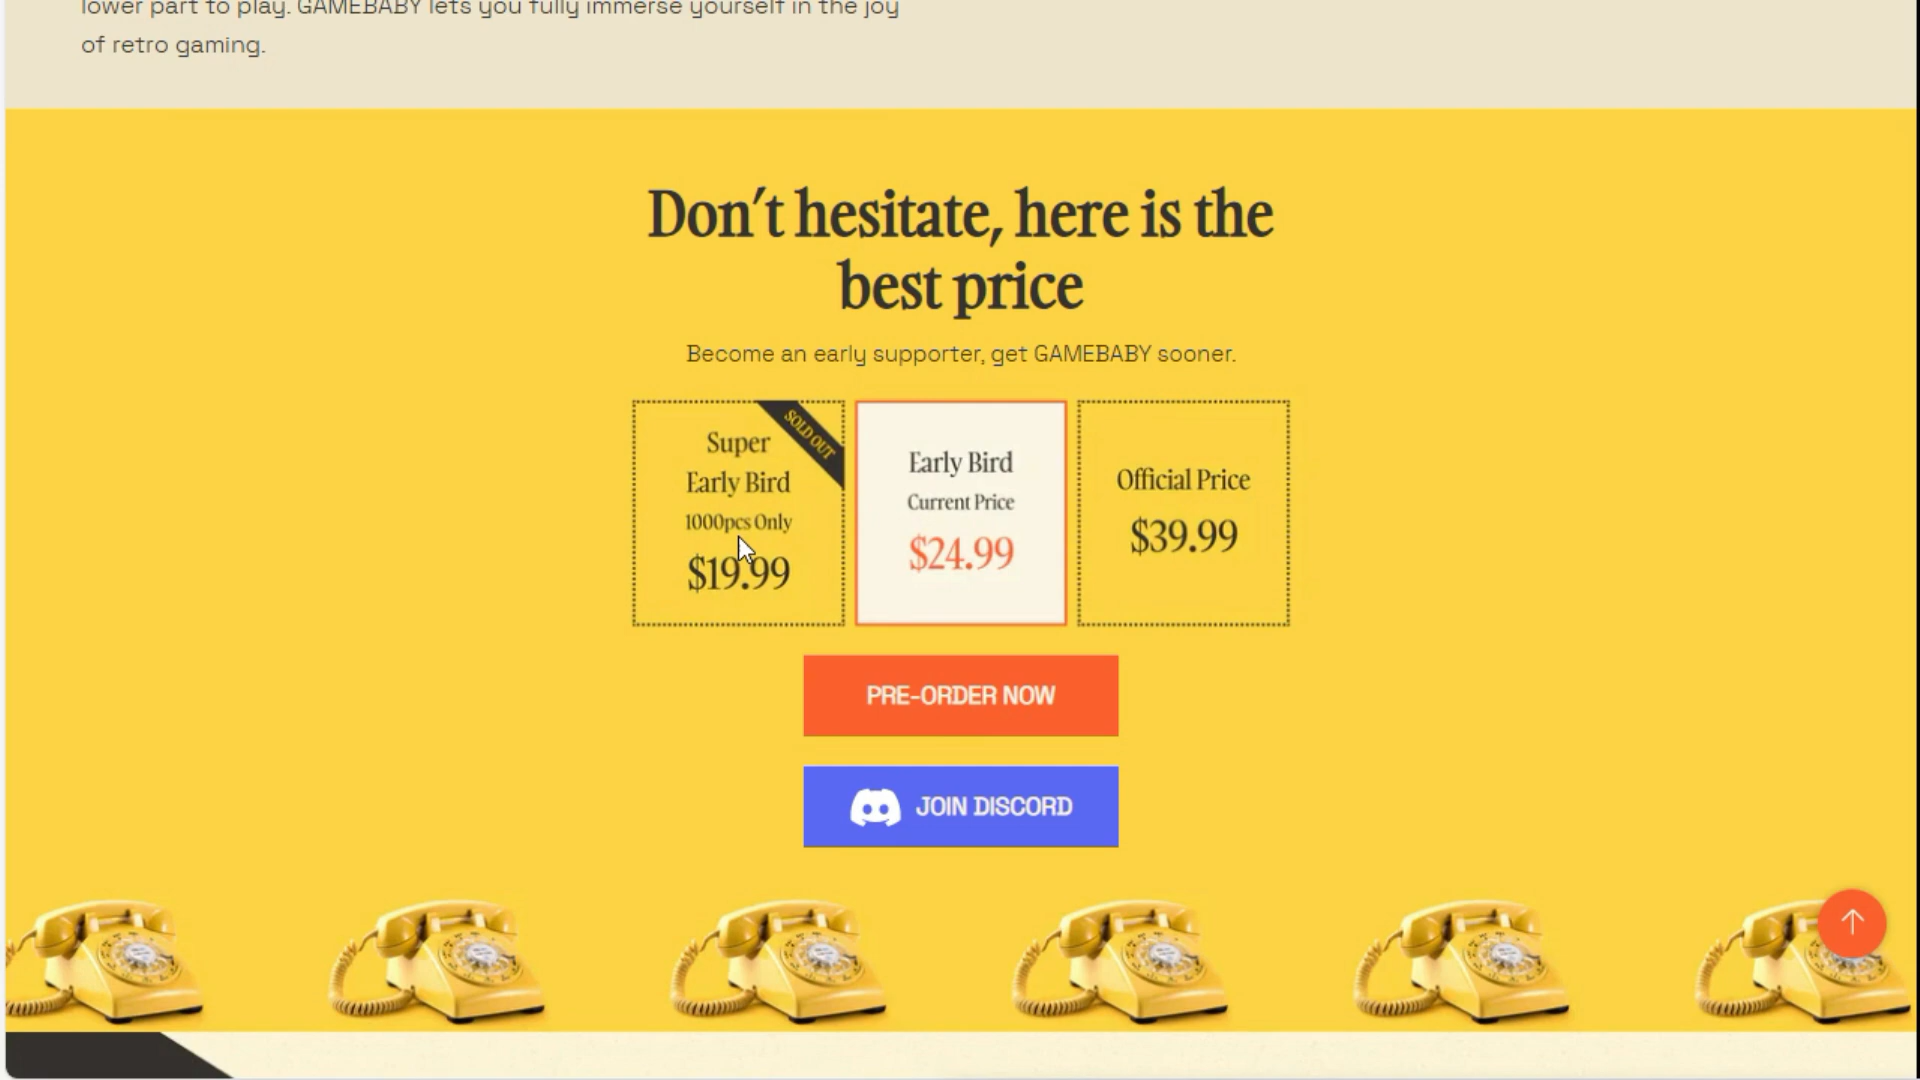 lower part to play. GAMEBABY lets you fully immerse yourself in the joy
of retro gaming.
Don't hesitate, here is the
best price
Become an early supporter, get GAMEBABY sooner.
SOLD OUT
Super
Early Bird
1000pcs Only
$19.99
Early Bird
Current Price
$24.99
Official Price
$39.99
PRE-ORDER NOW
JOIN DISCORD